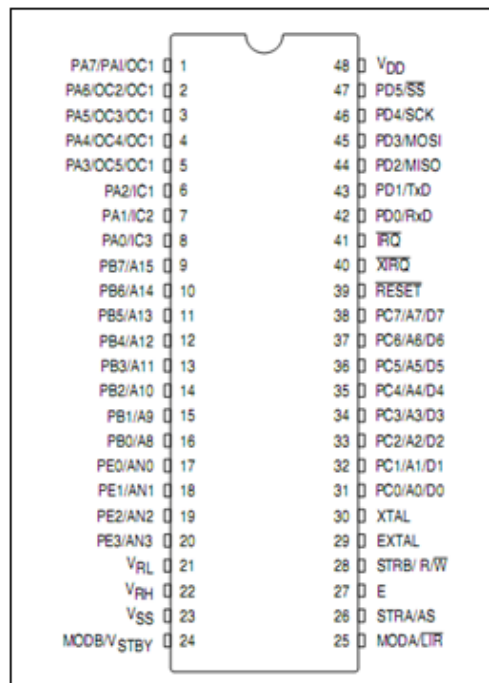 PA7/PAI/OC1 1 48 VDD
PA6/OC2/OC1 2 47 PD5/SS
PA5/OC3/OC1 3 46 PD4/SCK
PA4/OC4/OC1 4 45 PD3/MOSI
PA3/OC5/OC1 5 44 PD2/MISO
PA2/IC1 6 43 PD1/TxD
PA1/IC2 7 42 PD0/RxD
PA0/IC3 8 41 IRQ
PB7/A15 9 40 XIRQ
PB6/A14 10 39 RESET
PB5/A13 11 38 PC7/A7/D7
PB4/A12 12 37 PC6/A6/D6
PB3/A11 13 36 PC5/A5/D5
PB2/A10 14 35 PC4/A4/D4
PB1/A9 15 34 PC3/A3/D3
PB0/A8 16 33 PC2/A2/D2
PE0/AN0 17 32 PC1/A1/D1
PE1/AN1 18 31 PC0/A0/D0
PE2/AN2 19 30 XTAL
PE3/AN3 20 29 EXTAL
VRL 21 28 STRB/ R/W
VRH 22 27 E
VSS 23 26 STRA/AS
MODB/VSTBY 24 25 MODA/LIR